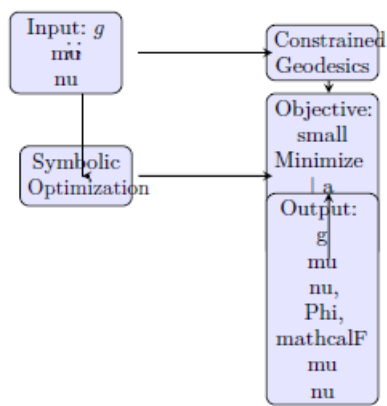 Input: g
mu
nu
Constrained
Geodesics
Symbolic
Optimization
Objective:
small
Minimize
| a
Output:
g
mu
nu,
Phi,
mathcalF
mu
nu